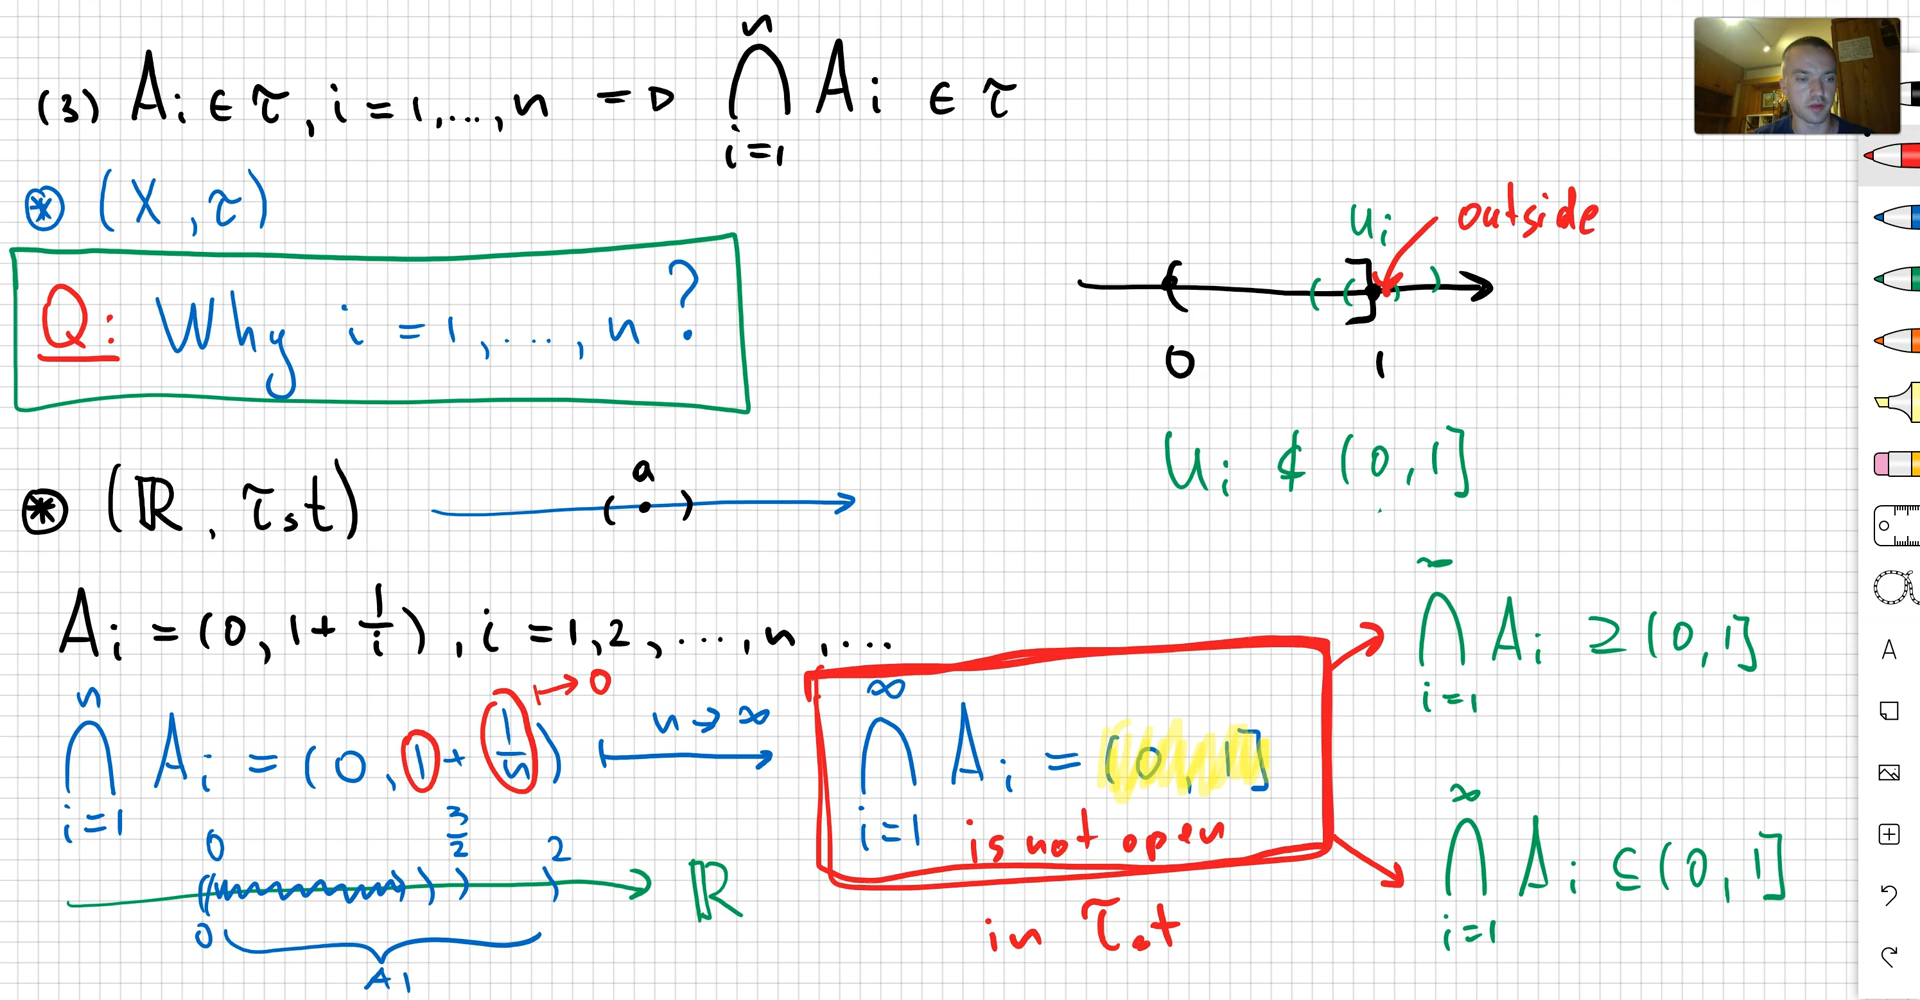 (3) Ai ∈ τ, i = 1,..., n => n ⋂ i=1 Ai ∈ τ
⊛ (X, τ)
Q: Why i = 1, ..., n ?
Ui outside
0 1
Ui ⊄ (0, 1]
⊛ (ℝ, τst) a
Ai = (0, 1 + 1/i), i = 1, 2, ..., n, ...
n ⋂ i=1 Ai = (0, 1 + 1/n) ↦ 0
n → ∞
∞ ⋂ i=1 Ai = (0, 1]
is not open
in τst
0 3/2 2 ℝ
0
A1
∞ ⋂ i=1 Ai ⊇ (0, 1]
∞ ⋂ i=1 Ai ⊆ (0, 1]
A